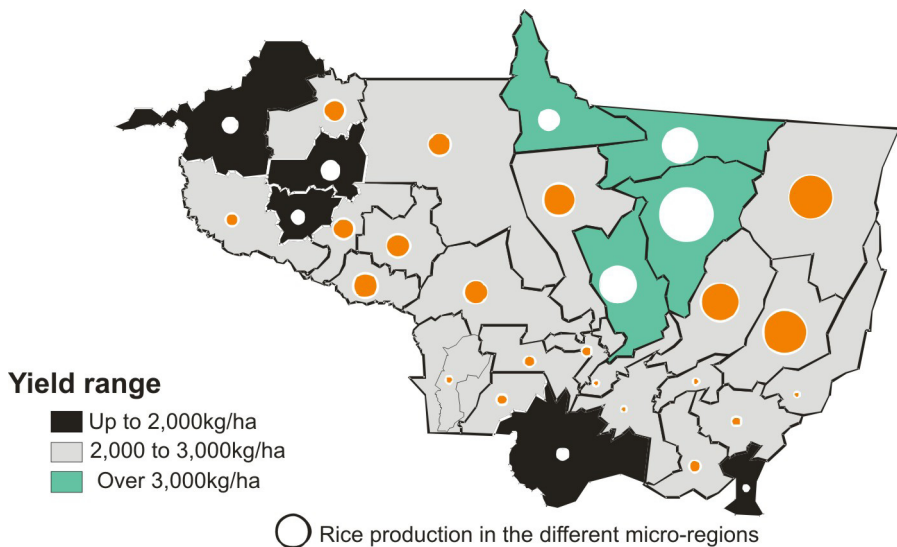 Yield range
Up to 2,000kg/ha
2,000 to 3,000kg/ha
Over 3,000kg/ha
Rice production in the different micro-regions